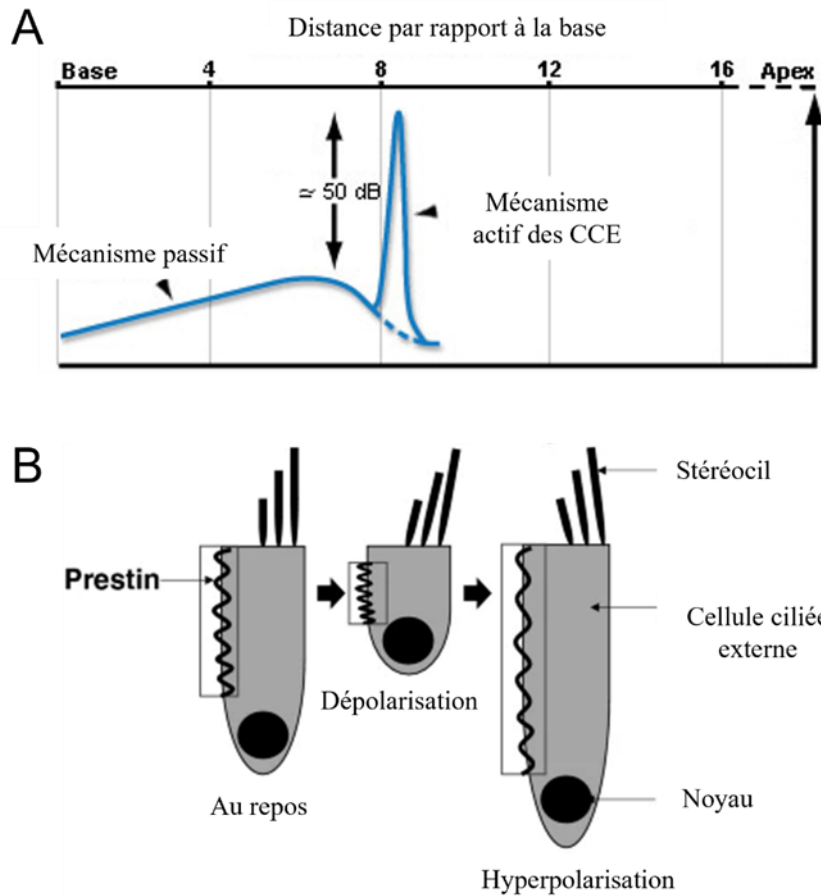 A
Distance par rapport à la base
Base 4 8 12 16 Apex
≃ 50 dB
Mécanisme
actif des CCE
Mécanisme passif
B
Stéréocil
Prestin
Cellule ciliée
externe
Dépolarisation
Au repos
Noyau
Hyperpolarisation